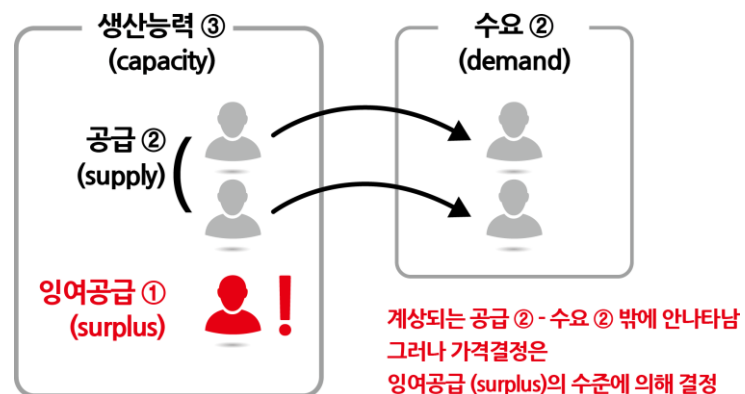 생산능력 ③
(capacity)
수요 ②
(demand)
공급 ②
(supply)
잉여공급 ①
(surplus)
!
계상되는 공급 ② - 수요 ② 밖에 안나타남
그러나 가격결정은
잉여공급 (surplus)의 수준에 의해 결정